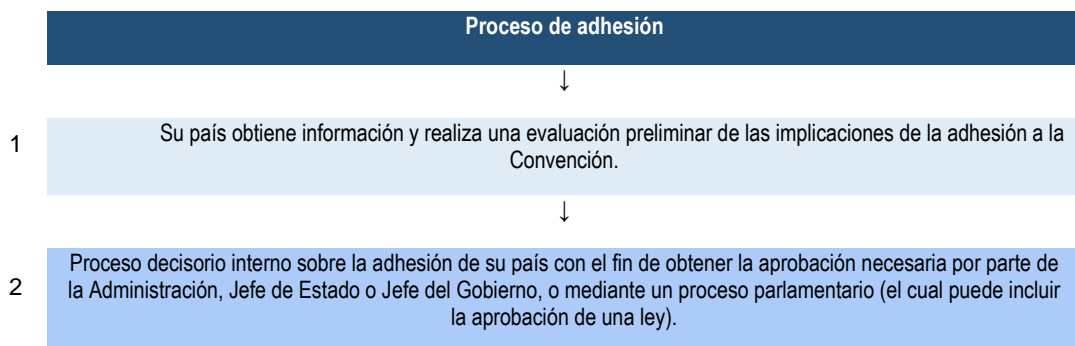 Proceso de adhesión
↓
1
Su país obtiene información y realiza una evaluación preliminar de las implicaciones de la adhesión a la
Convención.
↓
2
Proceso decisorio interno sobre la adhesión de su país con el fin de obtener la aprobación necesaria por parte de
la Administración, Jefe de Estado o Jefe del Gobierno, o mediante un proceso parlamentario (el cual puede incluir
la aprobación de una ley).